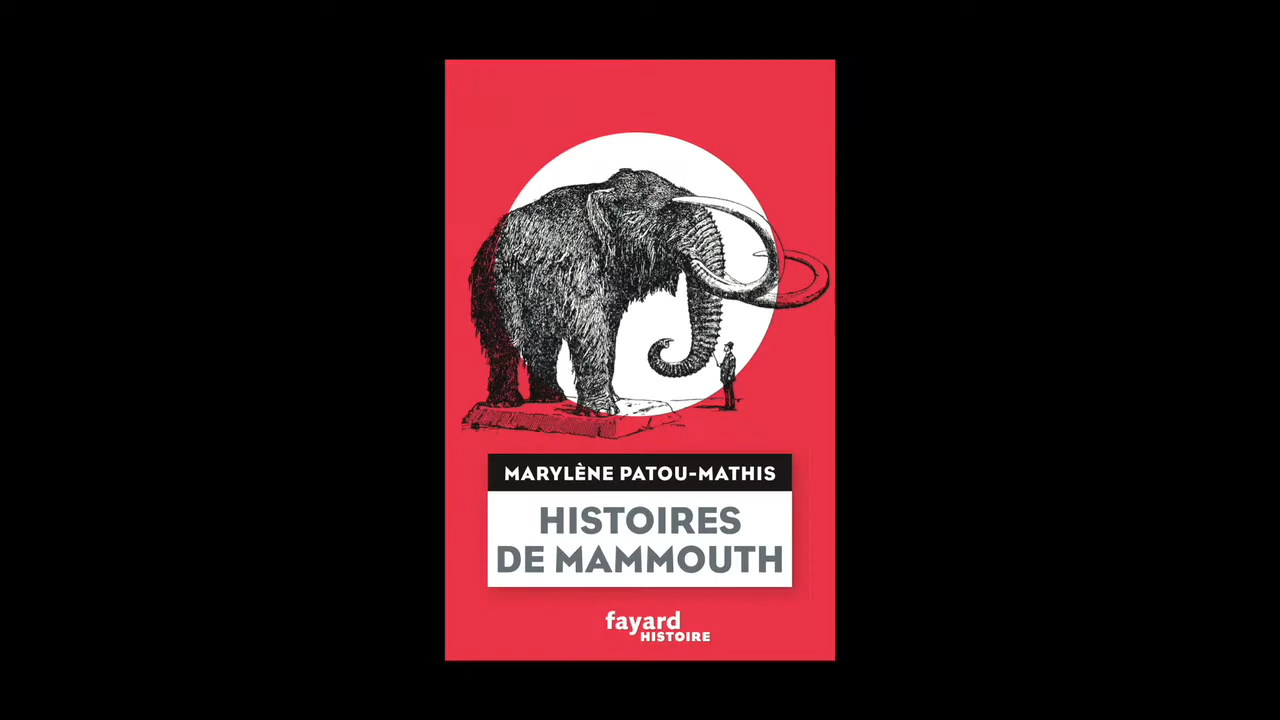 MARYLÈNE PATOU-MATHIS
HISTOIRES
DE MAMMOUTH
fayard
HISTOIRE